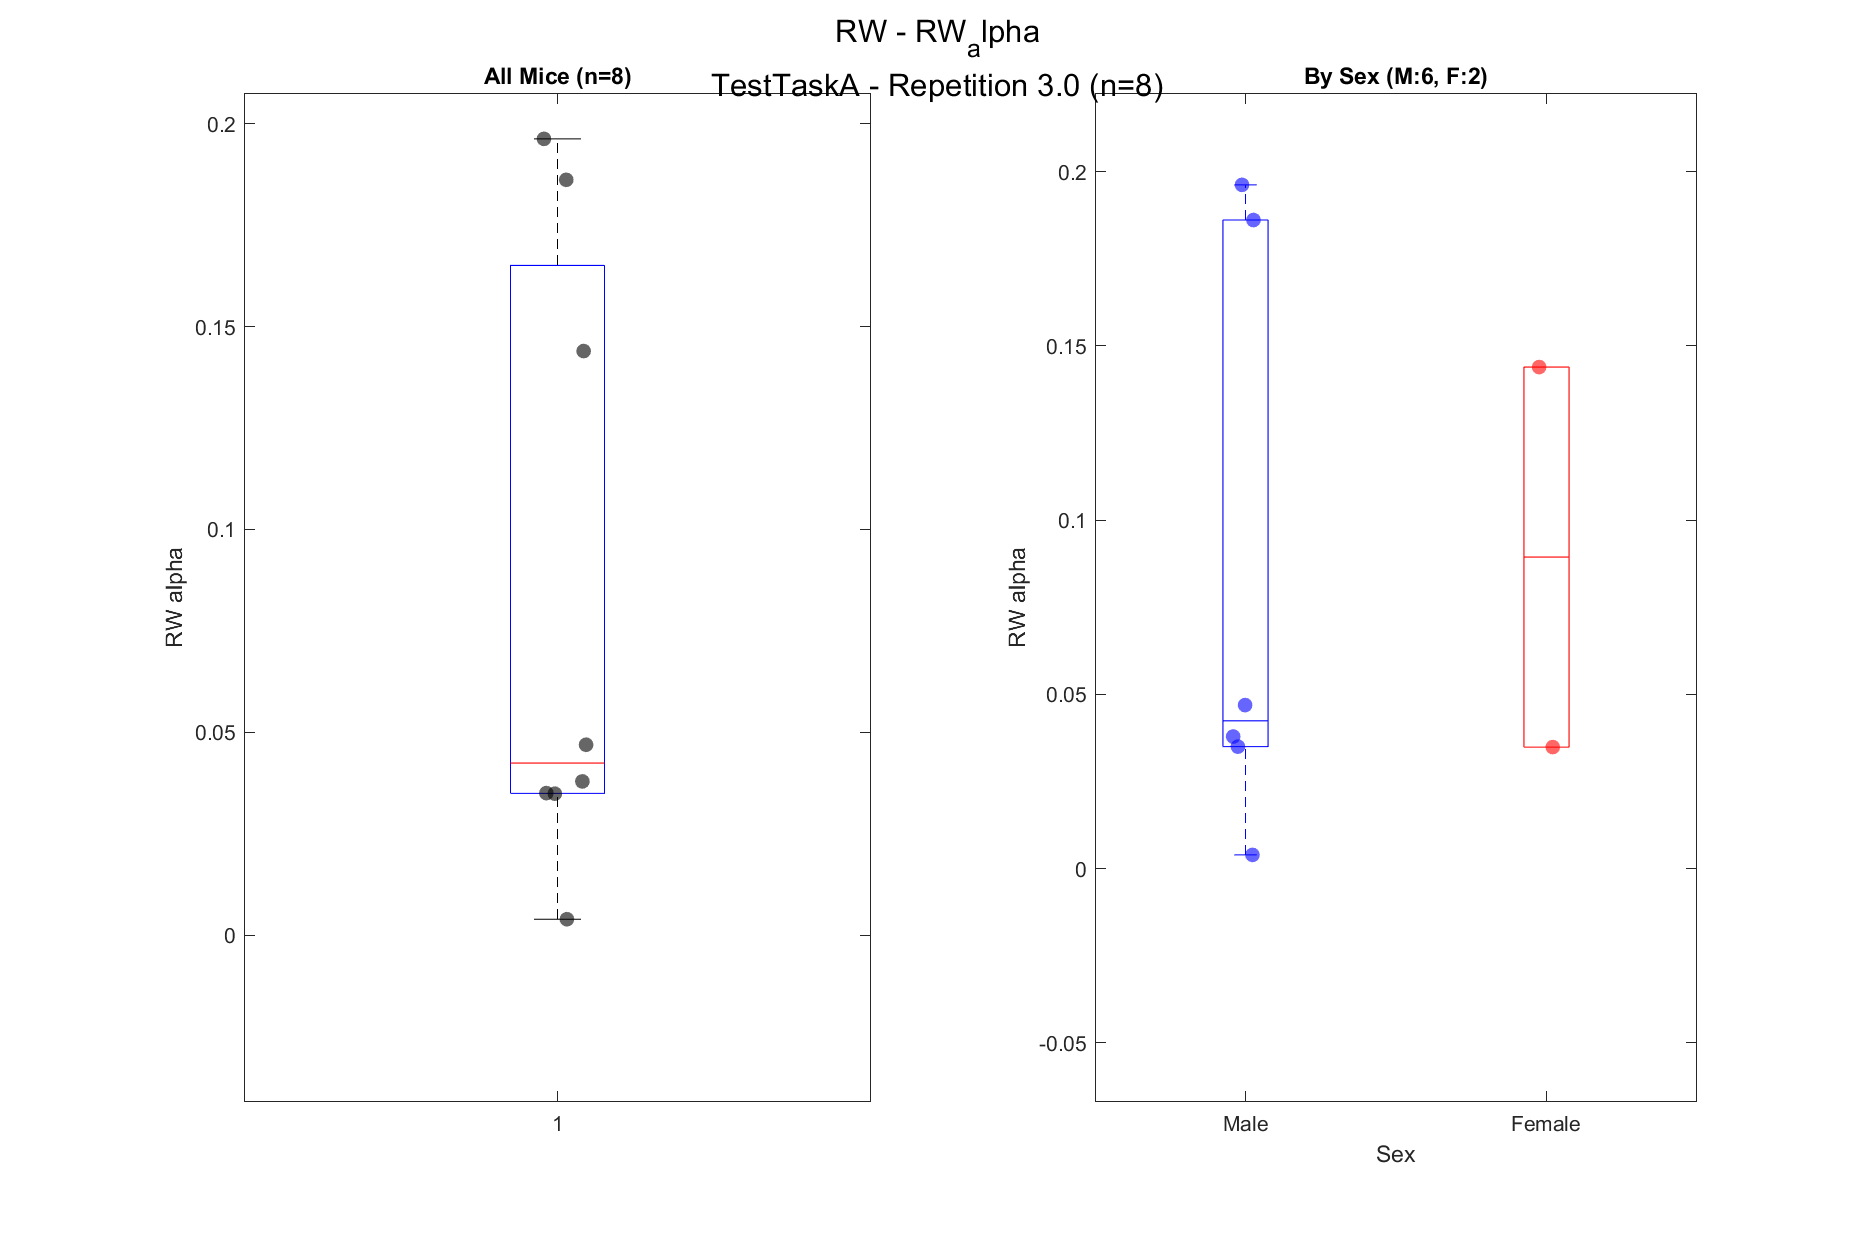 RW - RW_alpha
TestTaskA - Repetition 3.0 (n=8)
All Mice (n=8)
0.2
0.15
0.1
0.05
0
RW alpha
1
By Sex (M:6, F:2)
0.2
0.15
0.1
0.05
0
-0.05
RW alpha
Male Female
Sex